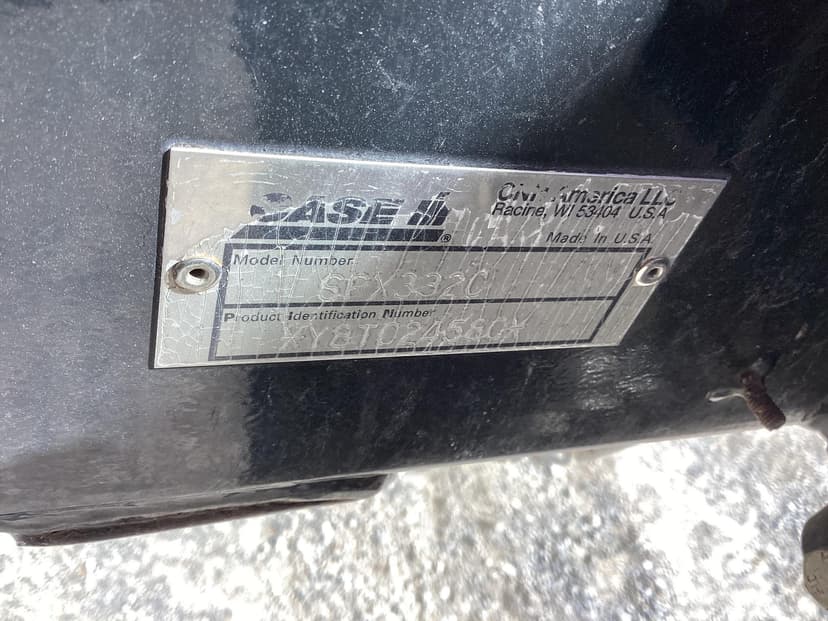 CASE IH
®
CNH America LLC
Racine, WI 53404 U.S.A.
Made In U.S.A.
Model Number
SPX3320
Product Identification Number